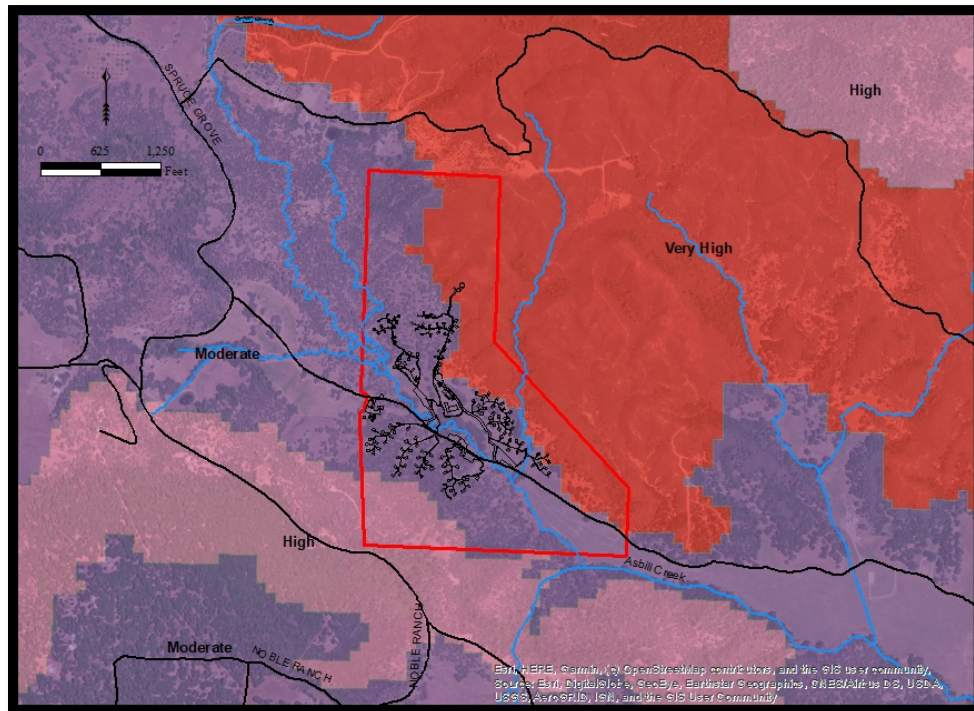 High
SPRUCE GROVE
0 625 1,250
Feet
Very High
Moderate
High
Asbill Creek
Moderate
NOBLE RANCH
NOBLE RANCH
Esri, HERE, Garmin, (c) OpenStreetMap contributors, and the GIS user community,
Source: Esri, DigitalGlobe, GeoEye, Earthstar Geographics, CNES/Airbus DS, USDA,
USGS, AeroGRID, IGN, and the GIS User Community